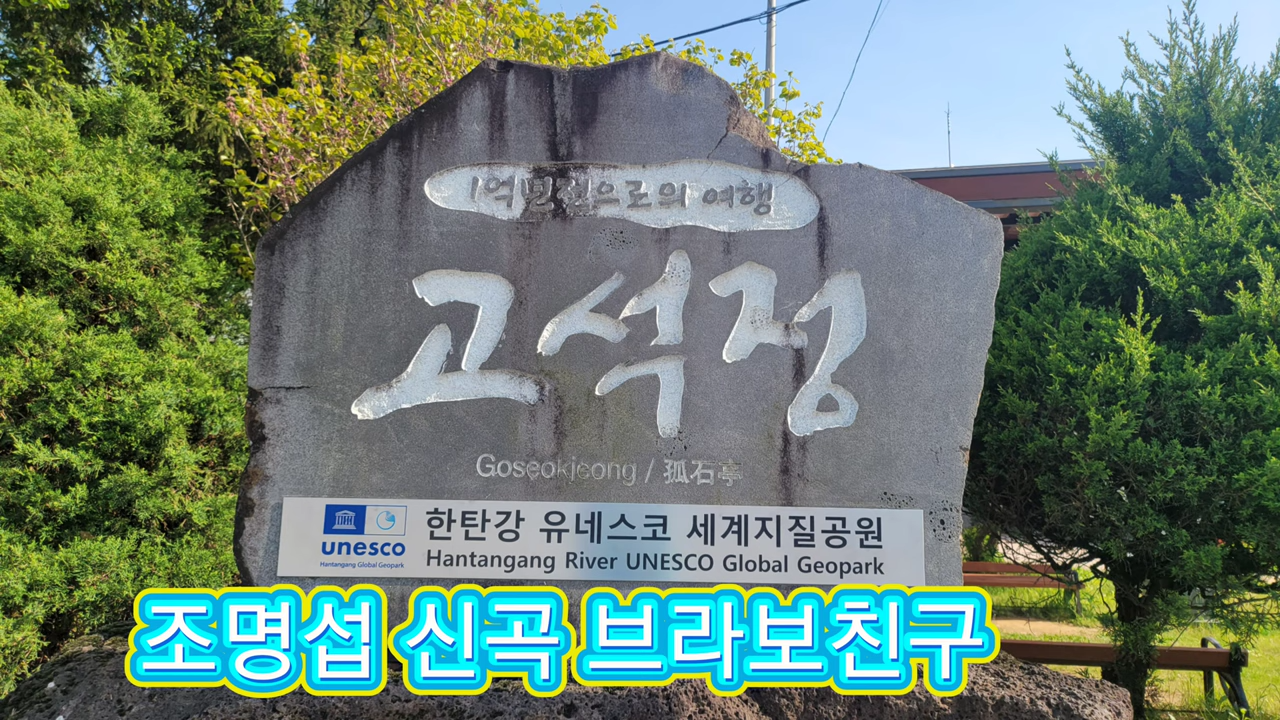 1억년전으로의 여행
고석정
Goseokjeong / 孤石亭
unesco
Hantangang Global Geopark
한탄강 유네스코 세계지질공원
Hantangang River UNESCO Global Geopark
조명섭 신곡 브라보친구